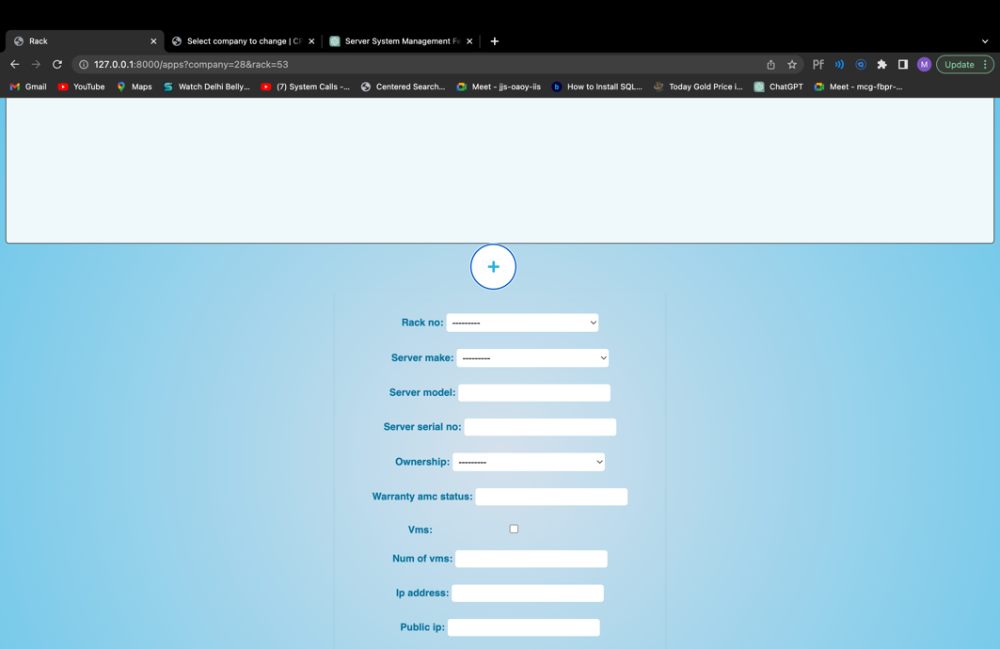 Rack
Select company to change | CF
Server System Management Fe
127.0.0.1:8000/apps?company=28&rack=53
Pf
M
Update
Gmail
YouTube
Maps
Watch Delhi Belly...
(7) System Calls -...
Centered Search...
Meet - jjs-oaoy-iis
b
How to Install SQL...
Today Gold Price i...
ChatGPT
Meet - mcg-fbpr-...
+
Rack no: ---------
Server make: ---------
Server model:
Server serial no:
Ownership: ---------
Warranty amc status:
Vms:
Num of vms:
Ip address:
Public ip: